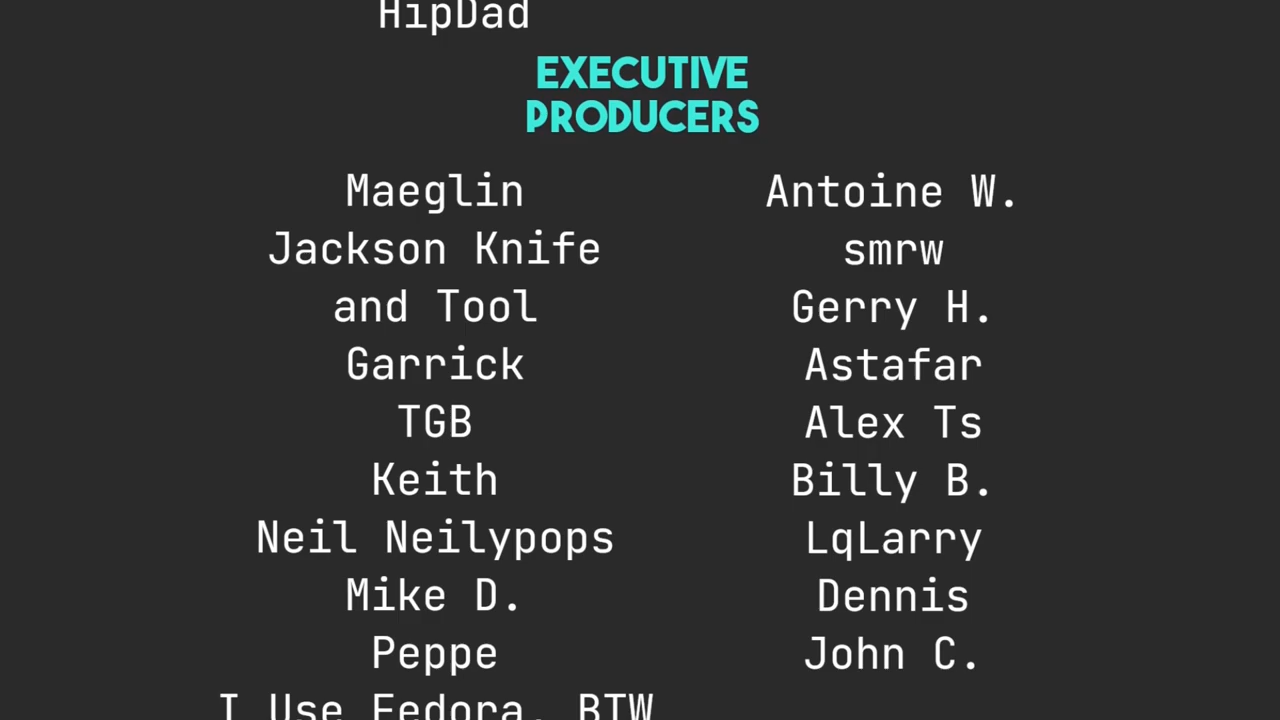 HipDad
EXECUTIVE
PRODUCERS
Maeglin
Jackson Knife
and Tool
Garrick
TGB
Keith
Neil Neilypops
Mike D.
Peppe
I Use Fedora, BTW
Antoine W.
smrw
Gerry H.
Astafar
Alex Ts
Billy B.
LqLarry
Dennis
John C.